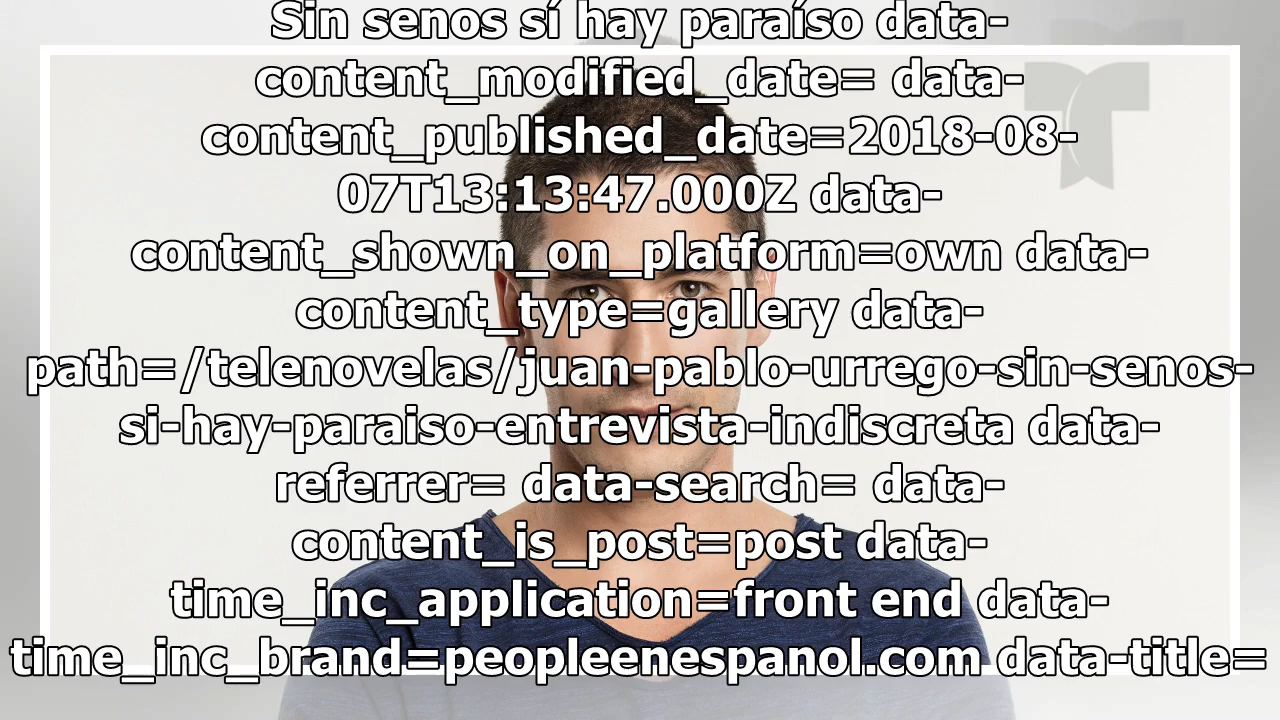 Sin senos sí hay paraíso data-
content_modified_date= data-
content_published_date=2018-08-
07T13:13:47.000Z data-
content_shown_on_platform=own data-
content_type=gallery data-
path=/telenovelas/juan-pablo-urrego-sin-senos-
si-hay-paraiso-entrevista-indiscreta data-
referrer= data-search= data-
content_is_post=post data-
time_inc_application=front end data-
time_inc_brand=peopleenespanol.com data-title=